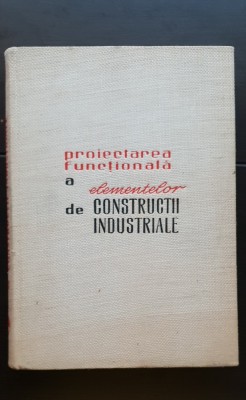 proiectarea
funcțională
a elementelor
de CONSTRUCTII
INDUSTRIALE